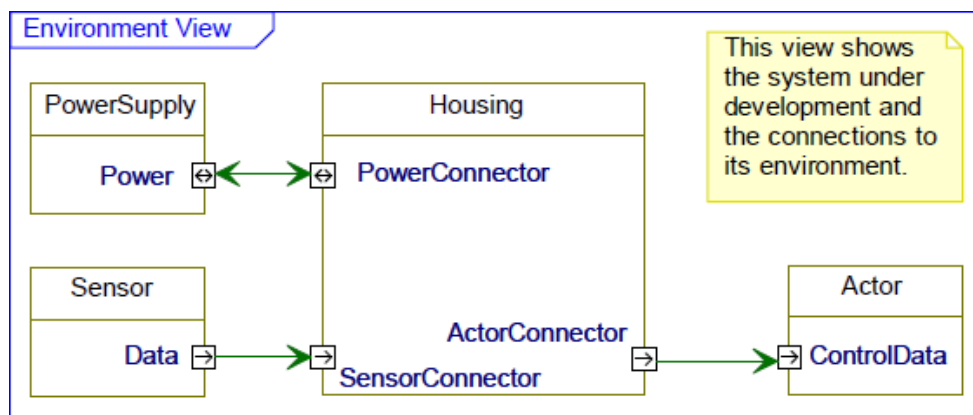 Environment View
This view shows
the system under
development and
the connections to
its environment.
PowerSupply
Housing
Power
PowerConnector
Sensor
Actor
Data
SensorConnector
ActorConnector
ControlData